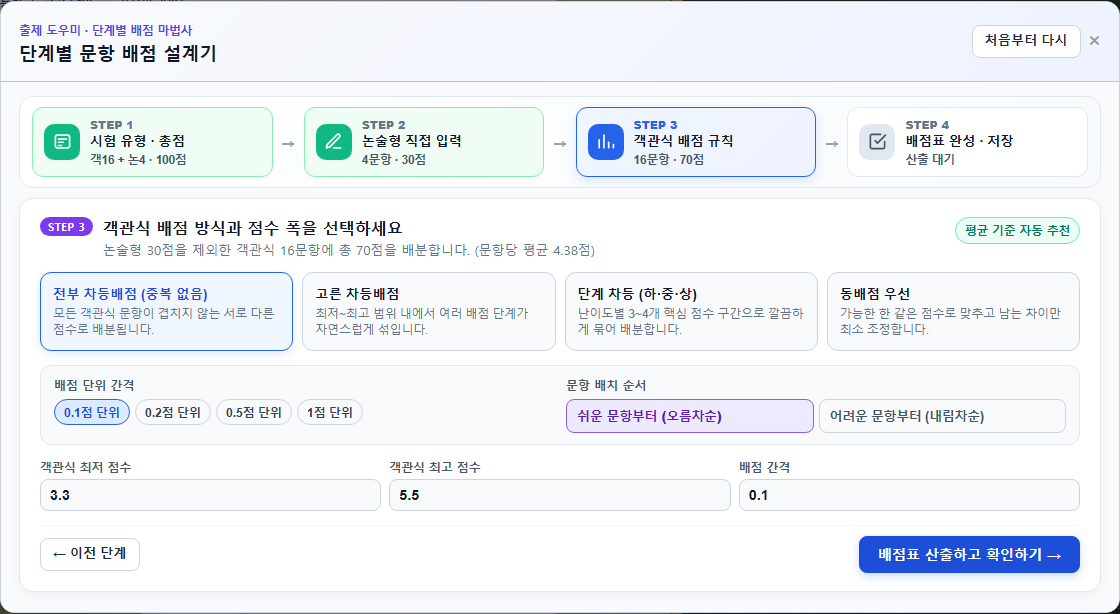 출제 도우미 · 단계별 배점 마법사
단계별 문항 배점 설계기
처음부터 다시 ×
STEP 1
시험 유형 · 총점
객16 + 논4 · 100점
→
STEP 2
논술형 직접 입력
4문항 · 30점
→
STEP 3
객관식 배점 규칙
16문항 · 70점
→
STEP 4
배점표 완성 · 저장
산출 대기
STEP 3 객관식 배점 방식과 점수 폭을 선택하세요
논술형 30점을 제외한 객관식 16문항에 총 70점을 배분합니다. (문항당 평균 4.38점)
평균 기준 자동 추천
전부 차등배점 (중복 없음)
모든 객관식 문항이 겹치지 않는 서로 다른
점수로 배분됩니다.
고른 차등배점
최저~최고 범위 내에서 여러 배점 단계가
자연스럽게 섞입니다.
단계 차등 (하·중·상)
난이도별 3~4개 핵심 점수 구간으로 깔끔하
게 묶어 배분합니다.
동배점 우선
가능한 한 같은 점수로 맞추고 남는 차이만
최소 조정합니다.
배점 단위 간격
0.1점 단위 0.2점 단위 0.5점 단위 1점 단위
문항 배치 순서
쉬운 문항부터 (오름차순) 어려운 문항부터 (내림차순)
객관식 최저 점수
3.3
객관식 최고 점수
5.5
배점 간격
0.1
← 이전 단계
배점표 산출하고 확인하기 →